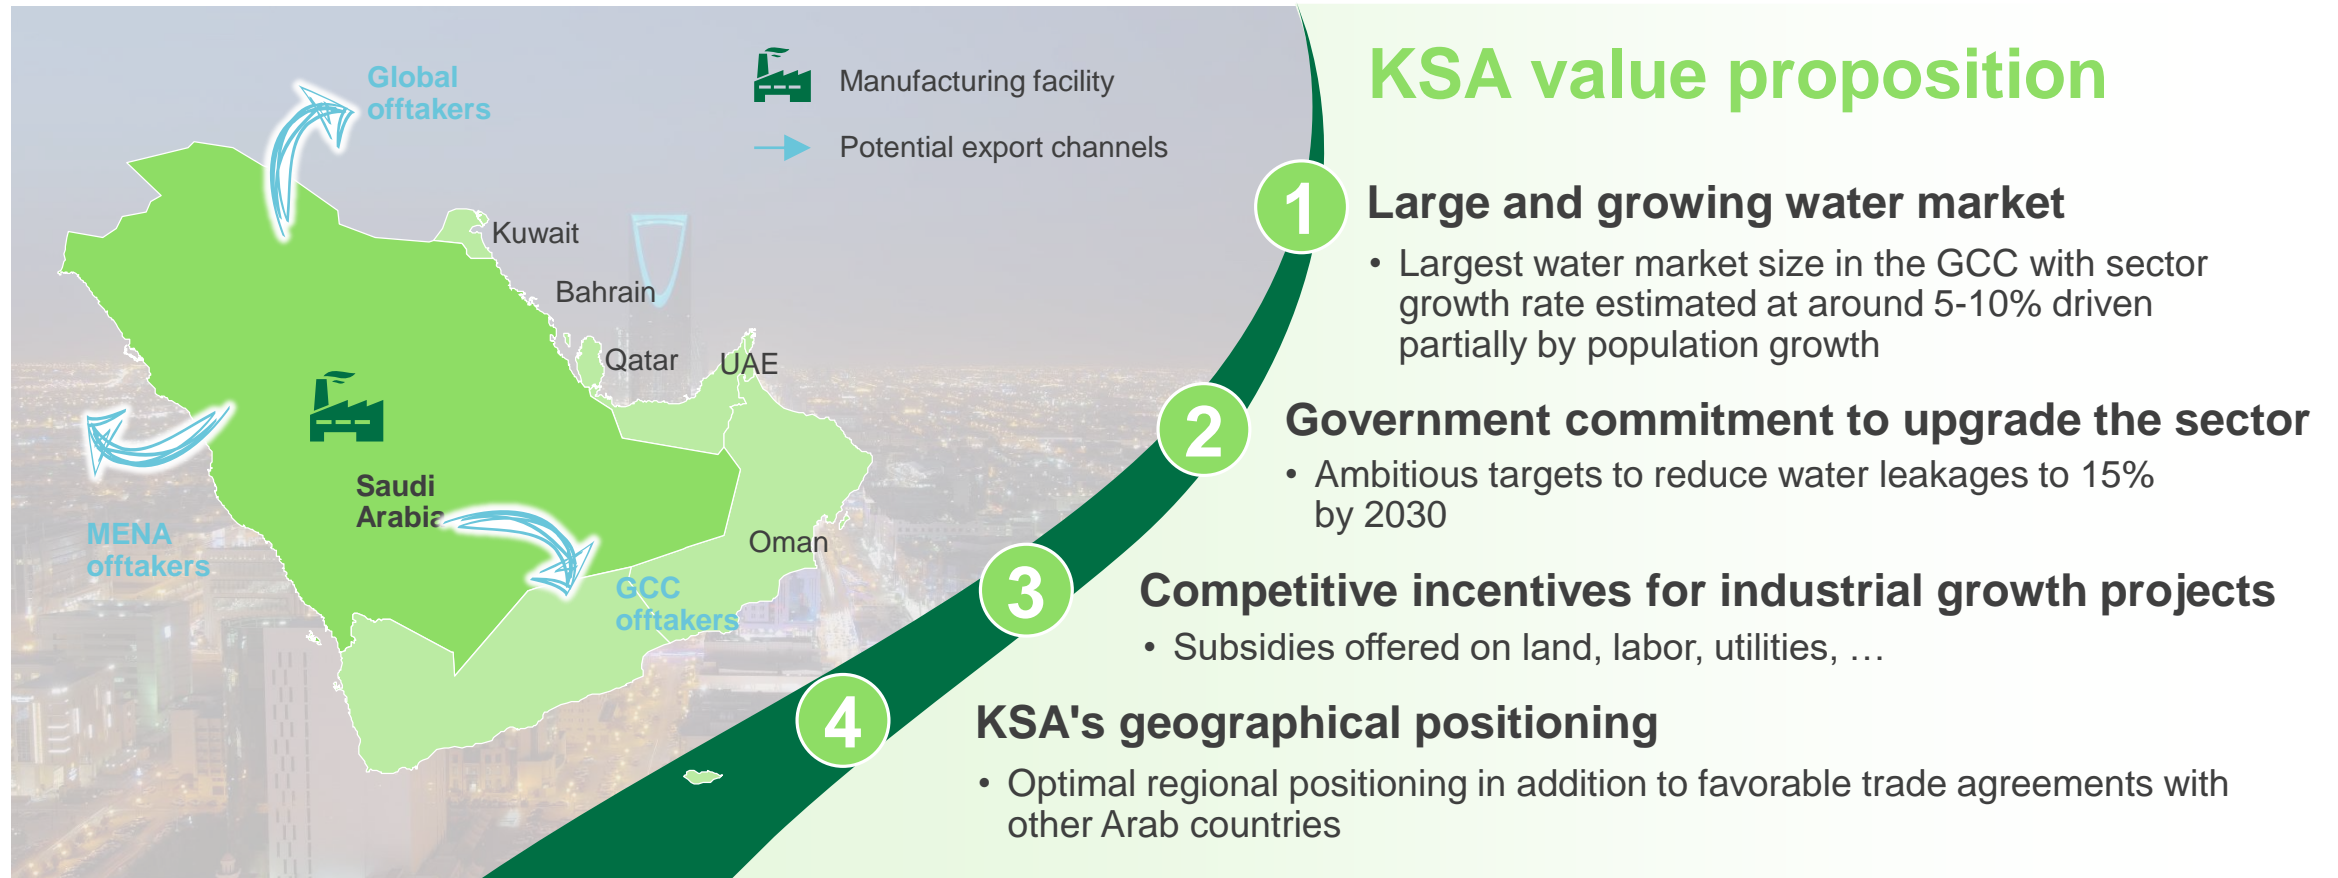 Global
offtakers
Manufacturing facility
Potential export channels
Kuwait
Bahrain
Qatar
UAE
Saudi
Arabia
MENA
offtakers
Oman
GCC
offtakers
KSA value proposition
1
Large and growing water market
• Largest water market size in the GCC with sector
growth rate estimated at around 5-10% driven
partially by population growth
2
Government commitment to upgrade the sector
• Ambitious targets to reduce water leakages to 15%
by 2030
3
Competitive incentives for industrial growth projects
• Subsidies offered on land, labor, utilities, …
4
KSA's geographical positioning
• Optimal regional positioning in addition to favorable trade agreements with
other Arab countries